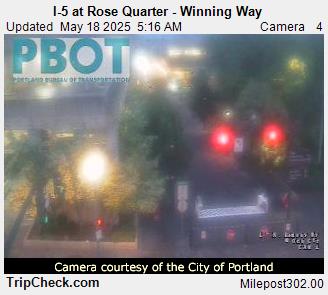 I-5 at Rose Quarter - Winning Way
Updated May 18 2025 5:16 AM Camera 4
PBOT
PORTLAND BUREAU OF TRANSPORTATION
Camera courtesy of the City of Portland
TripCheck.com Milepost302.00